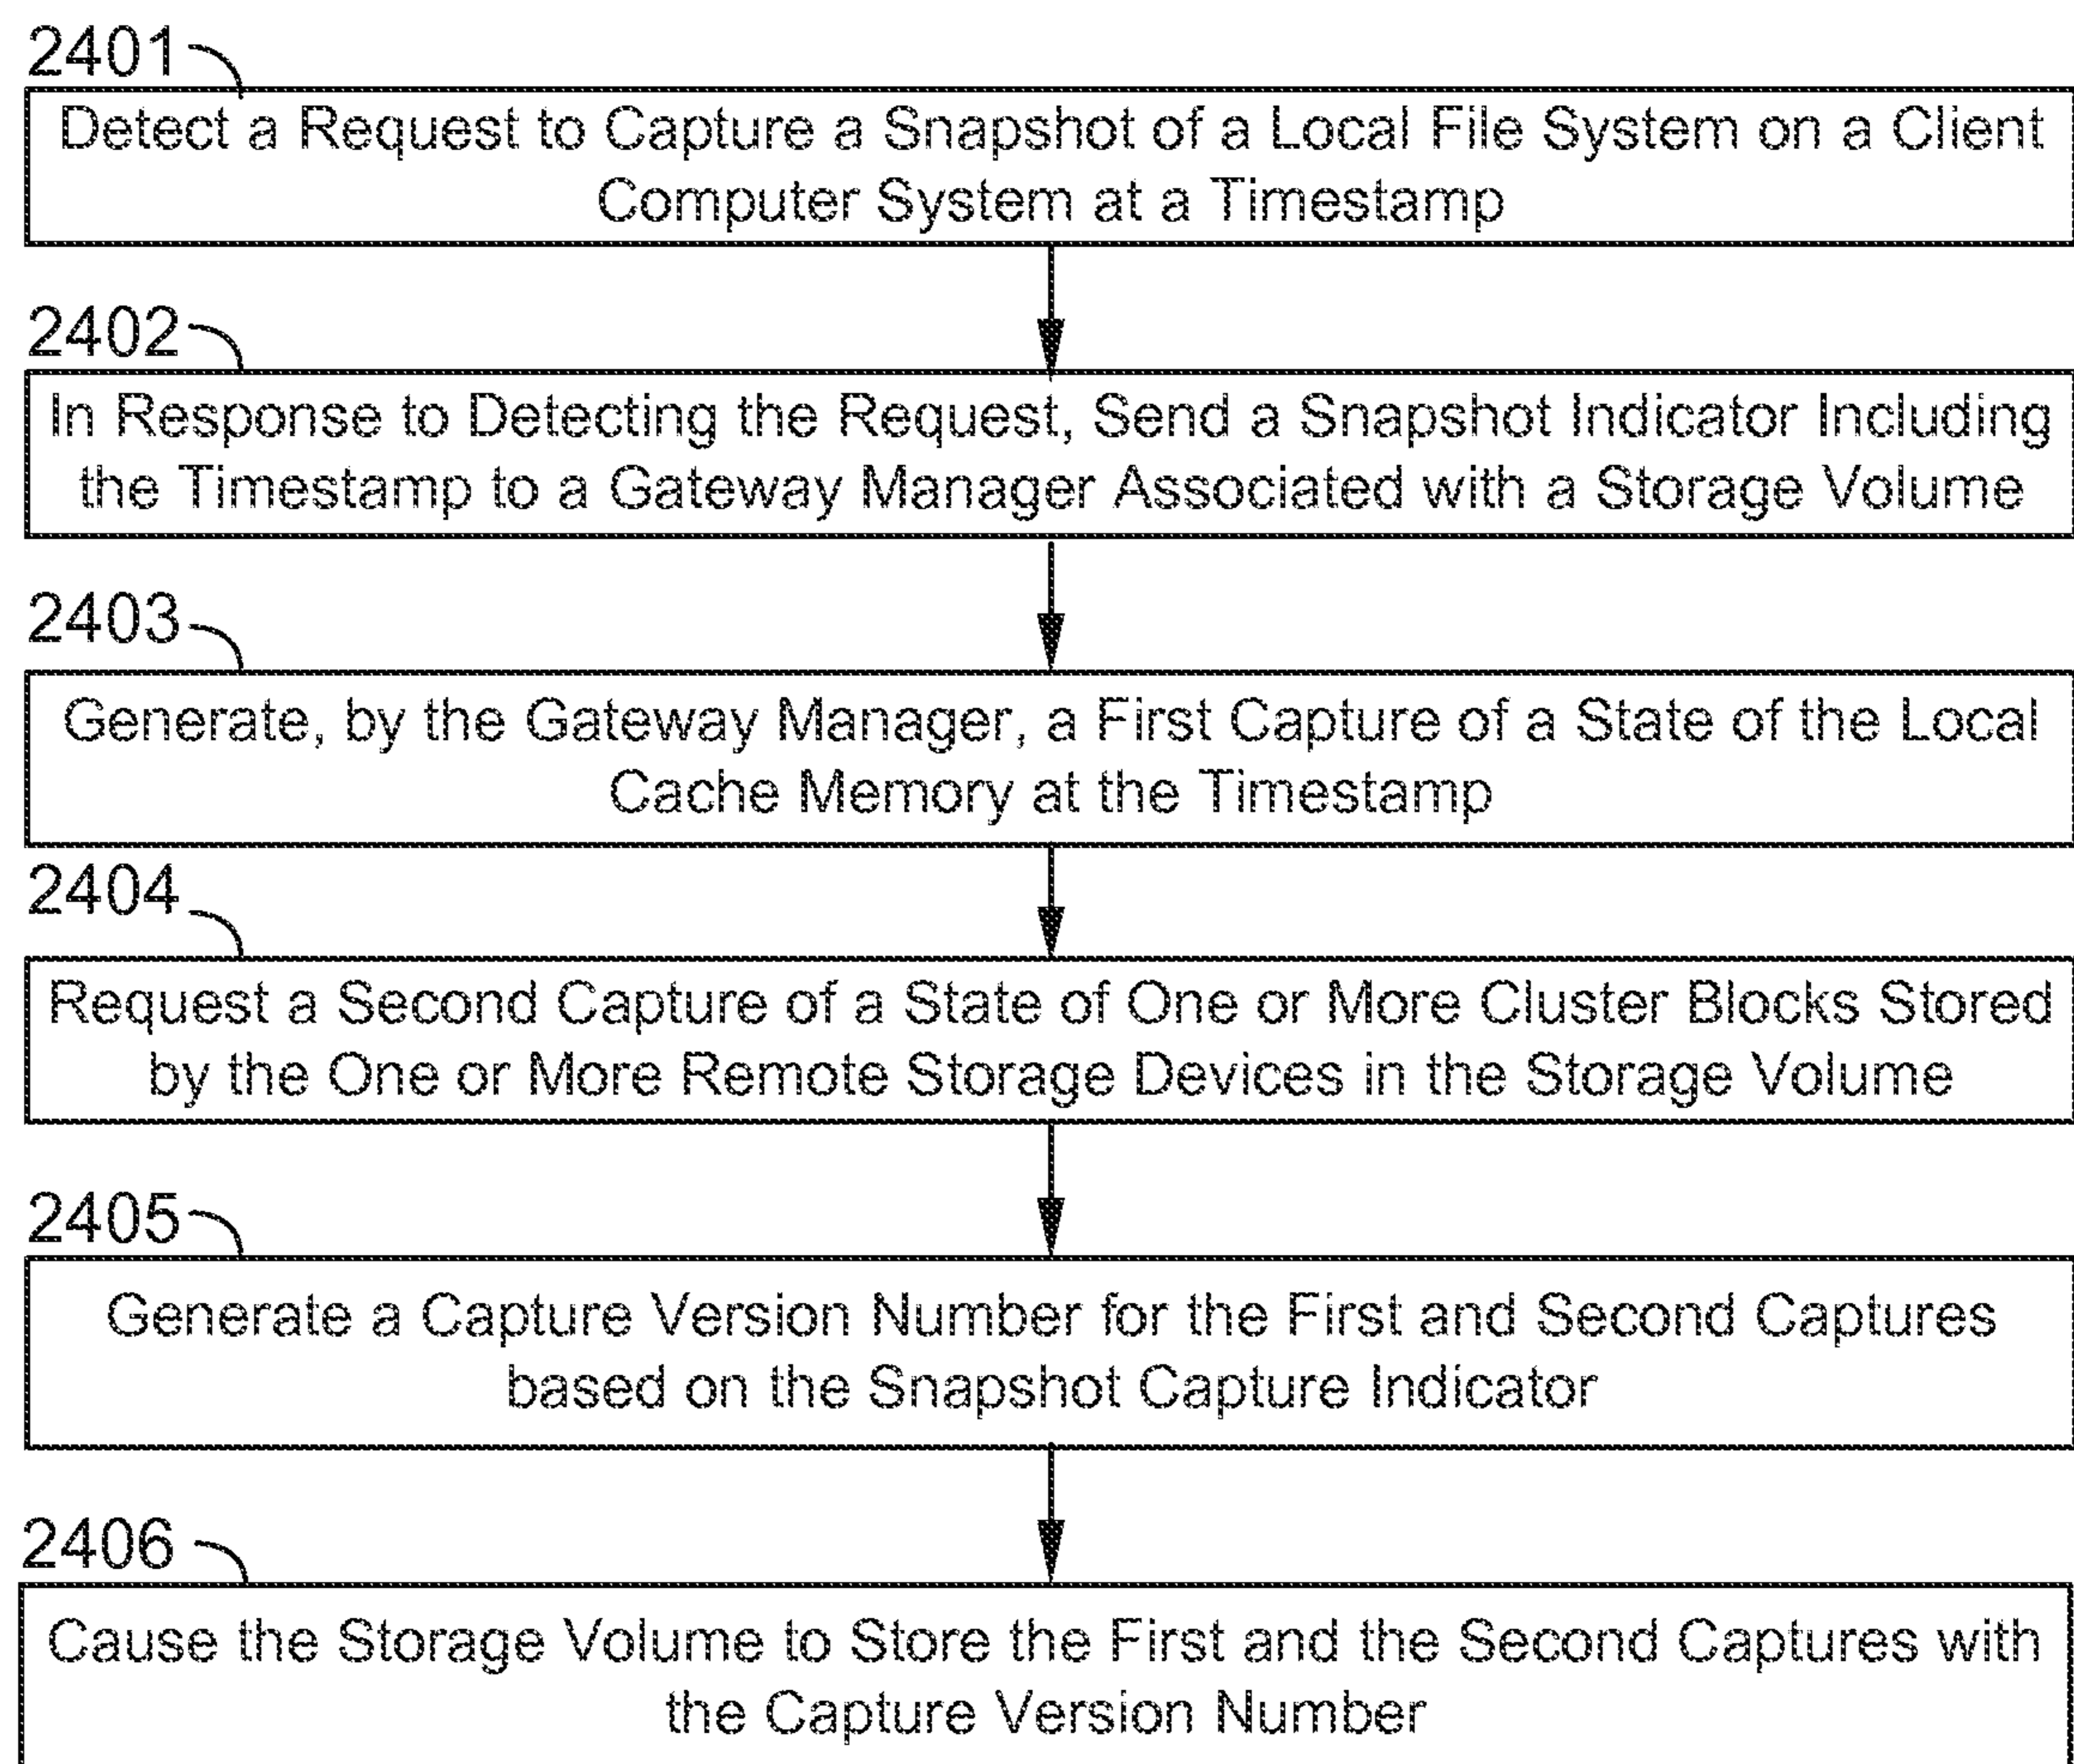 2401
Detect a Request to Capture a Snapshot of a Local File System on a Client
Computer System at a Timestamp
2402
In Response to Detecting the Request, Send a Snapshot Indicator Including
the Timestamp to a Gateway Manager Associated with a Storage Volume
2403
Generate, by the Gateway Manager, a First Capture of a State of the Local
Cache Memory at the Timestamp
2404
Request a Second Capture of a State of One or More Cluster Blocks Stored
by the One or More Remote Storage Devices in the Storage Volume
2405
Generate a Capture Version Number for the First and Second Captures
based on the Snapshot Capture Indicator
2406
Cause the Storage Volume to Store the First and the Second Captures with
the Capture Version Number